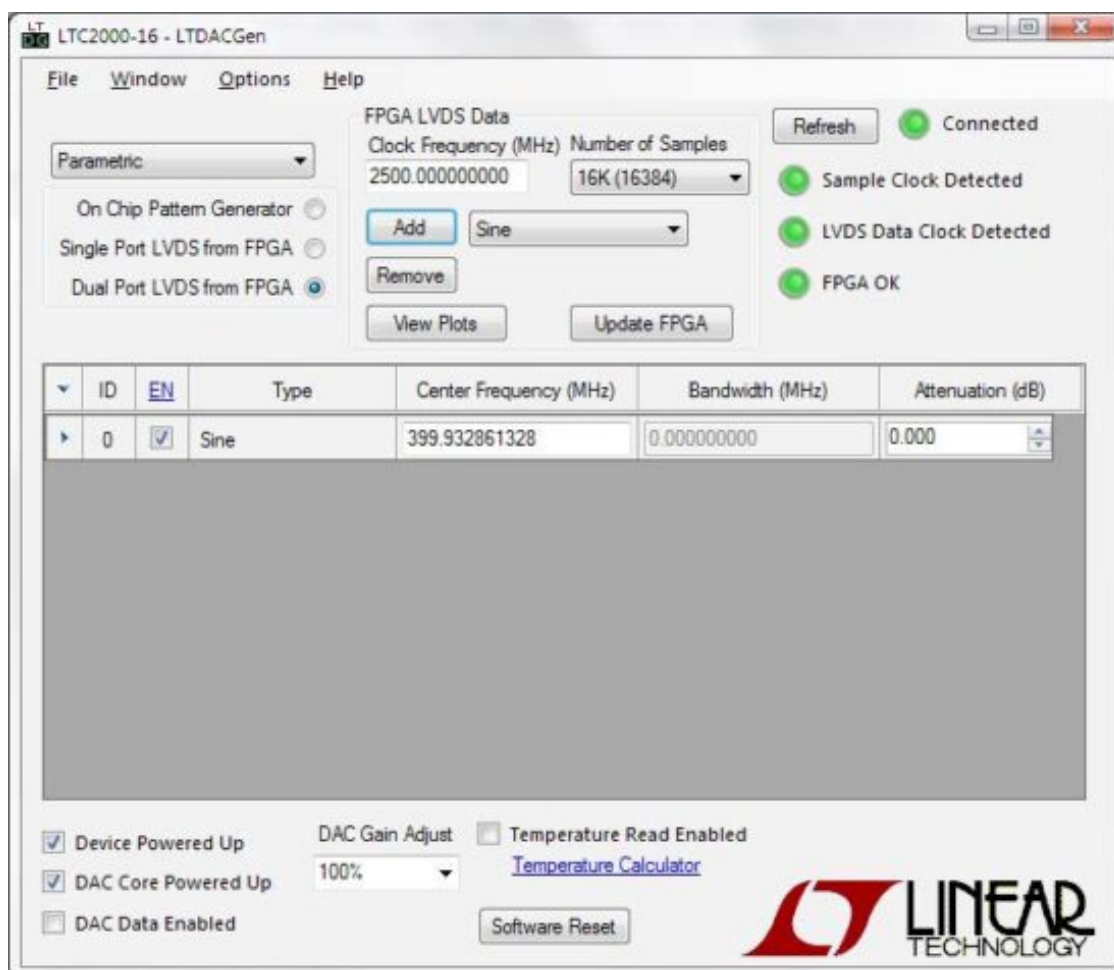 LTC2000-16 - LTDACGen
File Window Options Help
Parametric
On Chip Pattern Generator
Single Port LVDS from FPGA
Dual Port LVDS from FPGA
FPGA LVDS Data
Clock Frequency (MHz) Number of Samples
2500.000000000 16K (16384)
Add Sine
Remove
View Plots Update FPGA
Refresh Connected
Sample Clock Detected
LVDS Data Clock Detected
FPGA OK
ID EN Type Center Frequency (MHz) Bandwidth (MHz) Attenuation (dB)
0 Sine 399.932861328 0.000000000 0.000
Device Powered Up
DAC Core Powered Up
DAC Data Enabled
DAC Gain Adjust
100%
Temperature Read Enabled
Temperature Calculator
Software Reset
LINEAR
TECHNOLOGY